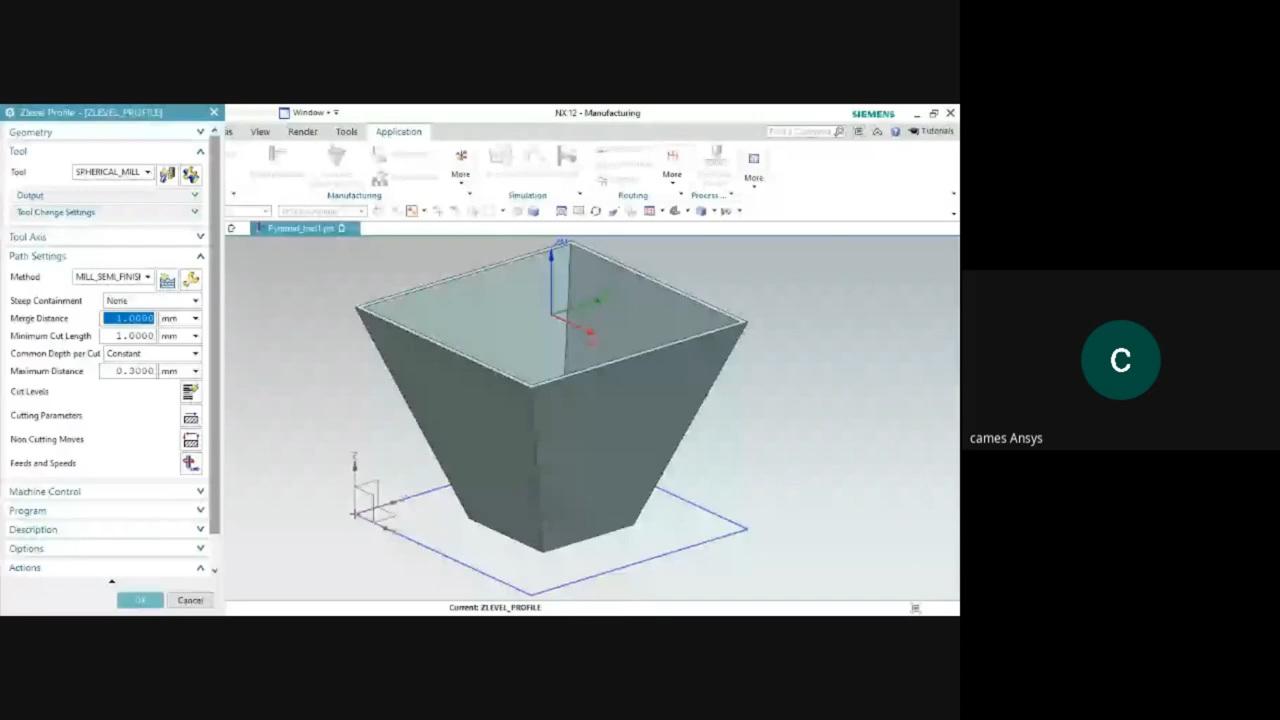 Zlevel Profile - [ZLEVEL_PROFILE]
Window
NX 12 - Manufacturing
SIEMENS
View
Render
Tools
Application
Find a Command
Tutorials
Geometry
Tool
Tool
SPHERICAL_MILL
Output
Tool Change Settings
Tool Axis
Path Settings
Method
MILL_SEMI_FINISH
Steep Containment
None
Merge Distance
1.0000
mm
Minimum Cut Length
1.0000
mm
Common Depth per Cut
Constant
Maximum Distance
0.3000
mm
Cut Levels
Cutting Parameters
Non Cutting Moves
Feeds and Speeds
Machine Control
Program
Description
Options
Actions
OK
Cancel
More
More
More
Manufacturing
Simulation
Routing
Process ...
Z
Current: ZLEVEL_PROFILE
C
cames Ansys